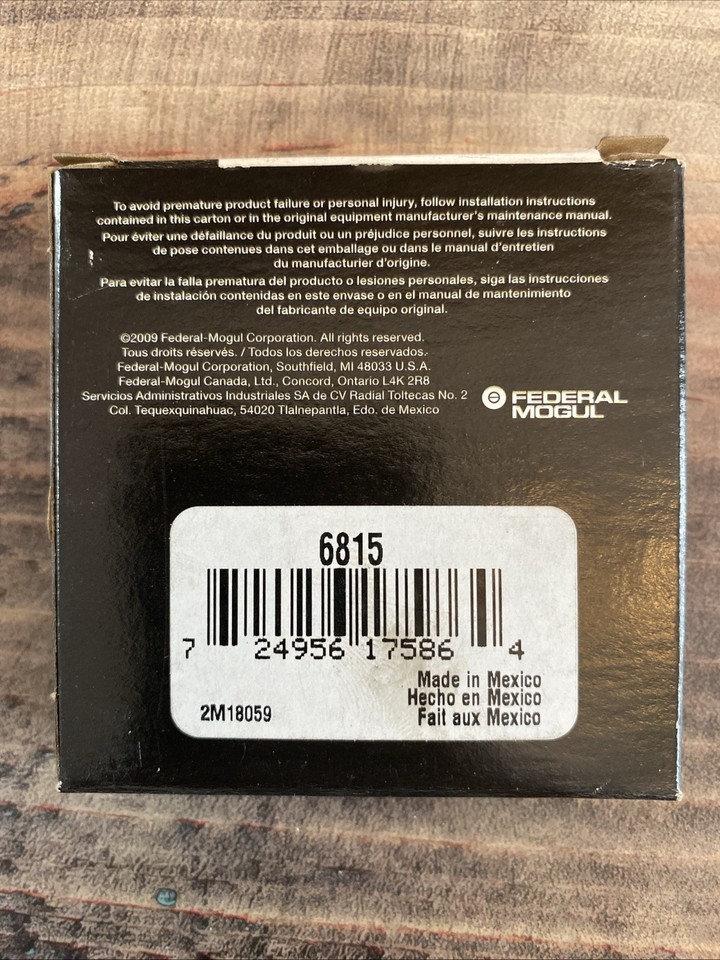 To avoid premature product failure or personal injury, follow installation instructions
contained in this carton or in the original equipment manufacturer's maintenance manual.
Pour éviter une défaillance du produit ou un préjudice personnel, suivre les instructions
de pose contenues dans cet emballage ou dans le manual d'entretien
du manufacturier d'origine.
Para evitar la falla prematura del producto o lesiones personales, siga las instrucciones
de instalación contenidas en este envase o en el manual de mantenimiento
del fabricante de equipo original.
©2009 Federal-Mogul Corporation. All rights reserved.
Tous droits réservés. / Todos los derechos reservados.
Federal-Mogul Corporation, Southfield, MI 48033 U.S.A.
Federal-Mogul Canada, Ltd., Concord, Ontario L4K 2R8
Servicios Administrativos Industriales SA de CV Radial Toltecas No. 2
Col. Tequexquinahuac, 54020 Tlalnepantla, Edo. de Mexico
FEDERAL
MOGUL
6815
7 24956 17586 4
Made in Mexico
Hecho en Mexico
Fait aux Mexico
2M18059